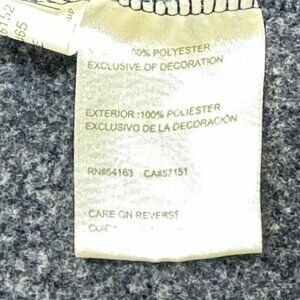 100% POLYESTER
EXCLUSIVE OF DECORATION
EXTERIOR :100% POLIESTER
EXCLUSIVO DE LA DECORACIÓN
RN#54163 CA#57151
CARE ON REVERSE